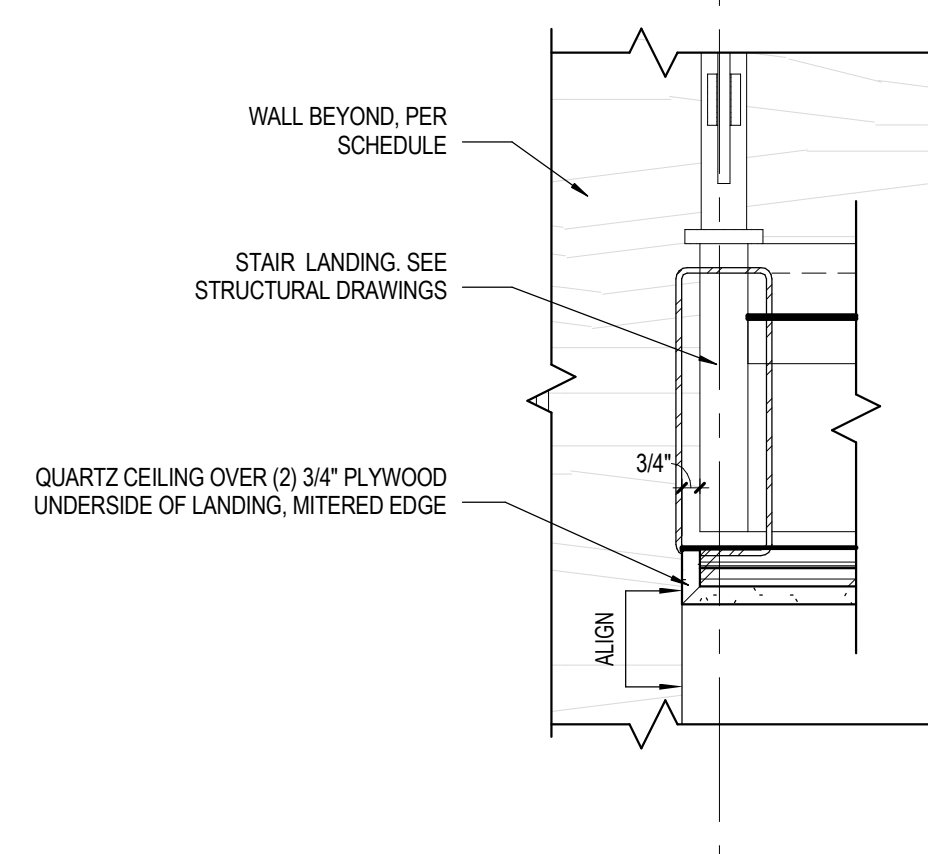 WALL BEYOND, PER
SCHEDULE
STAIR LANDING. SEE
STRUCTURAL DRAWINGS
3/4"
QUARTZ CEILING OVER (2) 3/4" PLYWOOD
UNDERSIDE OF LANDING, MITERED EDGE
ALIGN